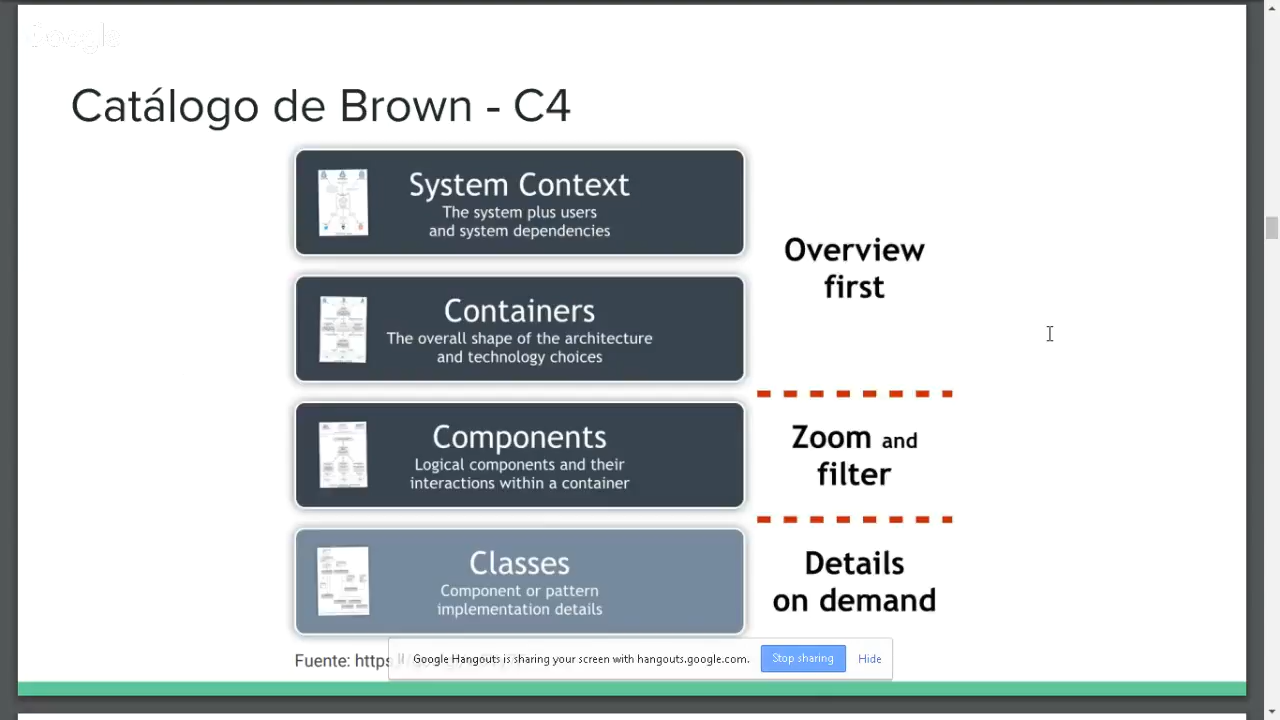 Google
Catálogo de Brown - C4
System Context
The system plus users
and system dependencies
Containers
The overall shape of the architecture
and technology choices
Components
Logical components and their
interactions within a container
Classes
Component or pattern
implementation details
Overview
first
Zoom and
filter
Details
on demand
Fuente: https
Google Hangouts is sharing your screen with hangouts.google.com.
Stop sharing
Hide